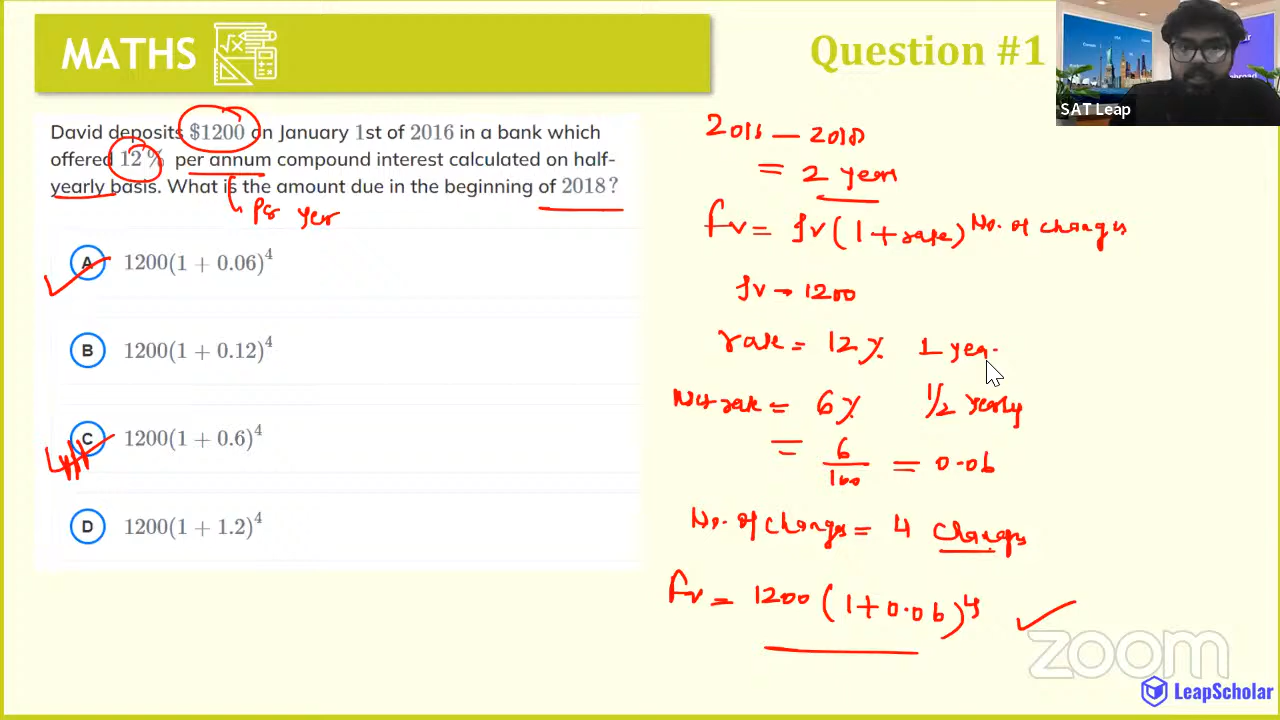 MATHS
Question #1
SAT Leap
David deposits $1200 on January 1st of 2016 in a bank which
offered 12% per annum compound interest calculated on half-
yearly basis. What is the amount due in the beginning of 2018?
Per year
A 1200(1 + 0.06)^4
B 1200(1 + 0.12)^4
C 1200(1 + 0.6)^4
D 1200(1 + 1.2)^4
2016 — 2018
= 2 years
fv = Iv(1 + rate)^No. of changes
Iv → 1200
rate = 12% 1 year
Net rate = 6% 1/2 yearly
= 6/100 = 0.06
No. of changes = 4 changes
fv = 1200 (1 + 0.06)^4
zoom
LeapScholar